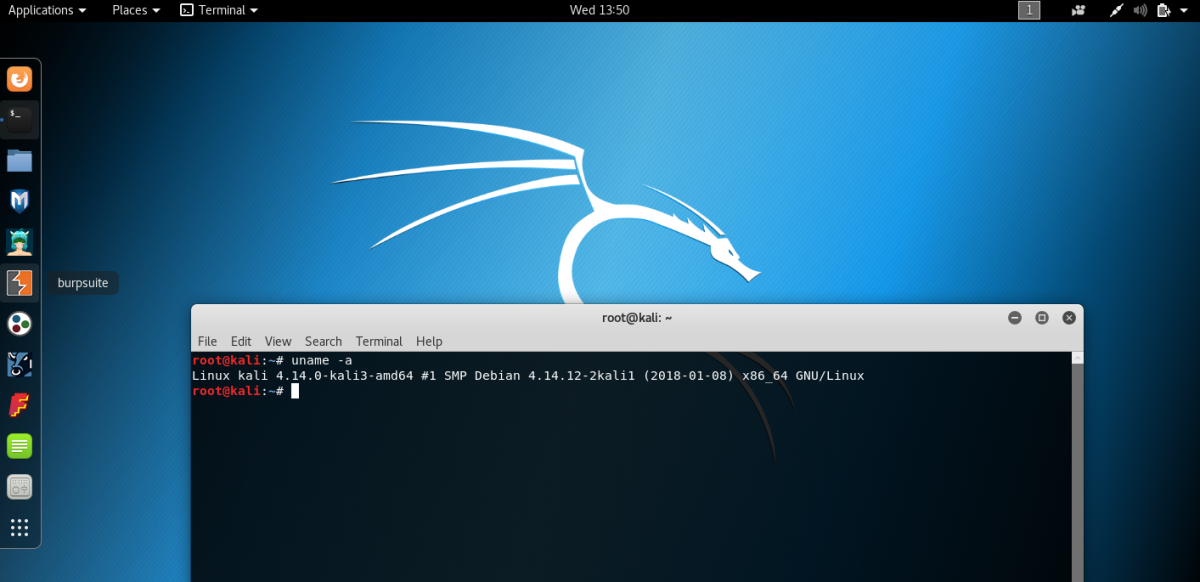 Applications Places Terminal Wed 13:50 1
$_
burpsuite
root@kali: ~
File Edit View Search Terminal Help
root@kali:~# uname -a
Linux kali 4.14.0-kali3-amd64 #1 SMP Debian 4.14.12-2kali1 (2018-01-08) x86_64 GNU/Linux
root@kali:~#